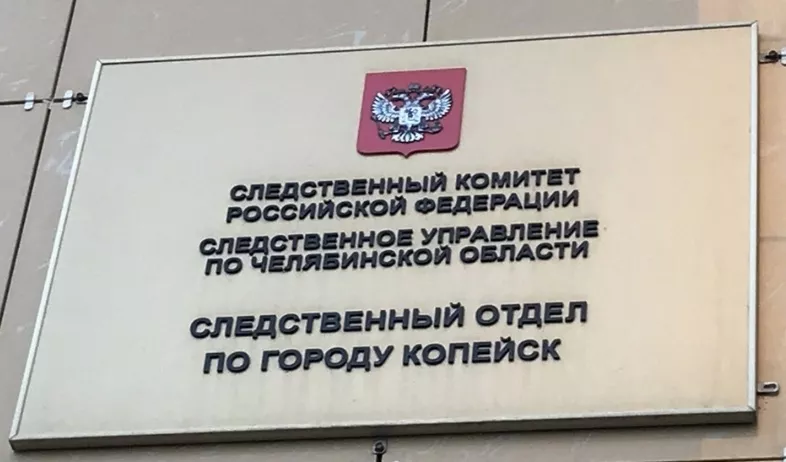 СЛЕДСТВЕННЫЙ КОМИТЕТ
РОССИЙСКОЙ ФЕДЕРАЦИИ
СЛЕДСТВЕННОЕ УПРАВЛЕНИЕ
ПО ЧЕЛЯБИНСКОЙ ОБЛАСТИ
СЛЕДСТВЕННЫЙ ОТДЕЛ
ПО ГОРОДУ КОПЕЙСК